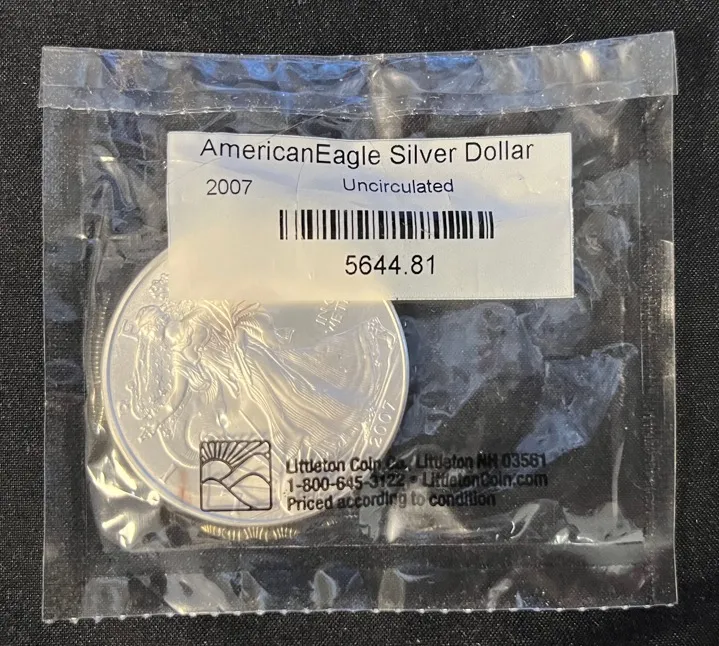 AmericanEagle Silver Dollar
2007 Uncirculated
5644.81
2007
Littleton Coin Co., Littleton NH 03561
1-800-645-3122 • LittletonCoin.com
Priced according to condition